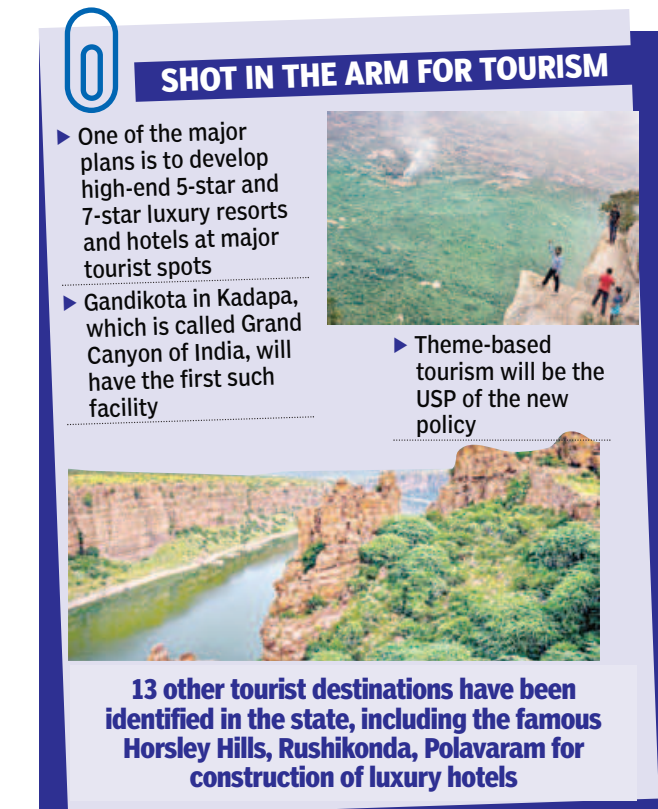 SHOT IN THE ARM FOR TOURISM
▶ One of the major
plans is to develop
high-end 5-star and
7-star luxury resorts
and hotels at major
tourist spots
▶ Gandikota in Kadapa,
which is called Grand
Canyon of India, will
have the first such
facility
▶ Theme-based
tourism will be the
USP of the new
policy
13 other tourist destinations have been
identified in the state, including the famous
Horsley Hills, Rushikonda, Polavaram for
construction of luxury hotels